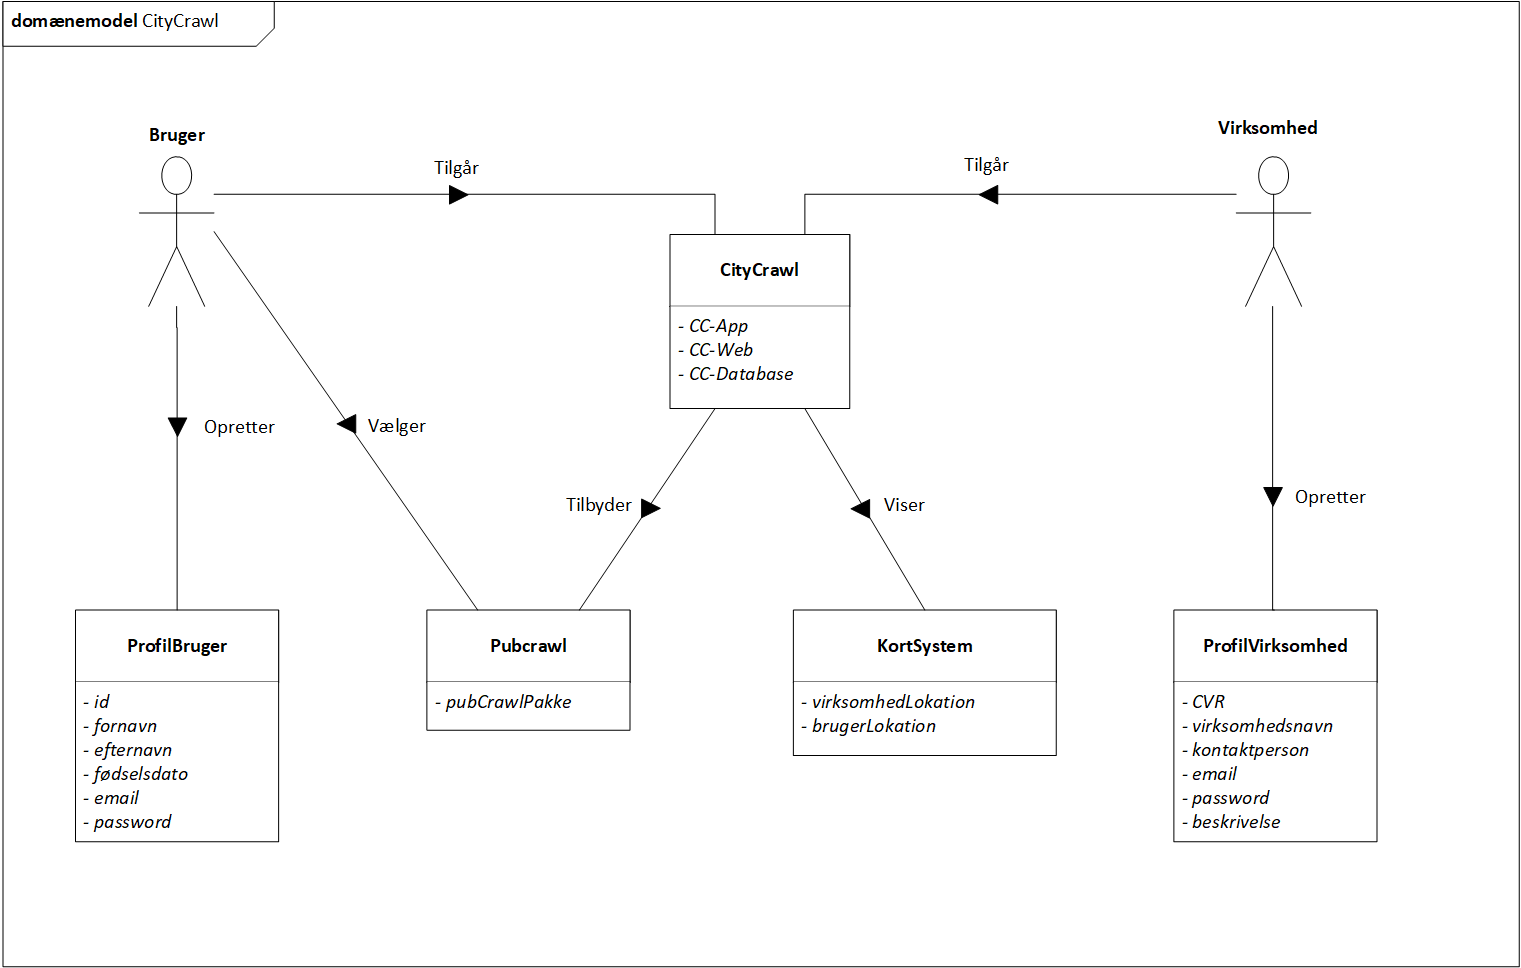 domænemodel CityCrawl
Bruger
Virksomhed
Tilgår
Tilgår
CityCrawl
- CC-App
- CC-Web
- CC-Database
Opretter
Vælger
Tilbyder
Viser
Opretter
ProfilBruger
- id
- fornavn
- efternavn
- fødselsdato
- email
- password
Pubcrawl
- pubCrawlPakke
KortSystem
- virksomhedLokation
- brugerLokation
ProfilVirksomhed
- CVR
- virksomhedsnavn
- kontaktperson
- email
- password
- beskrivelse